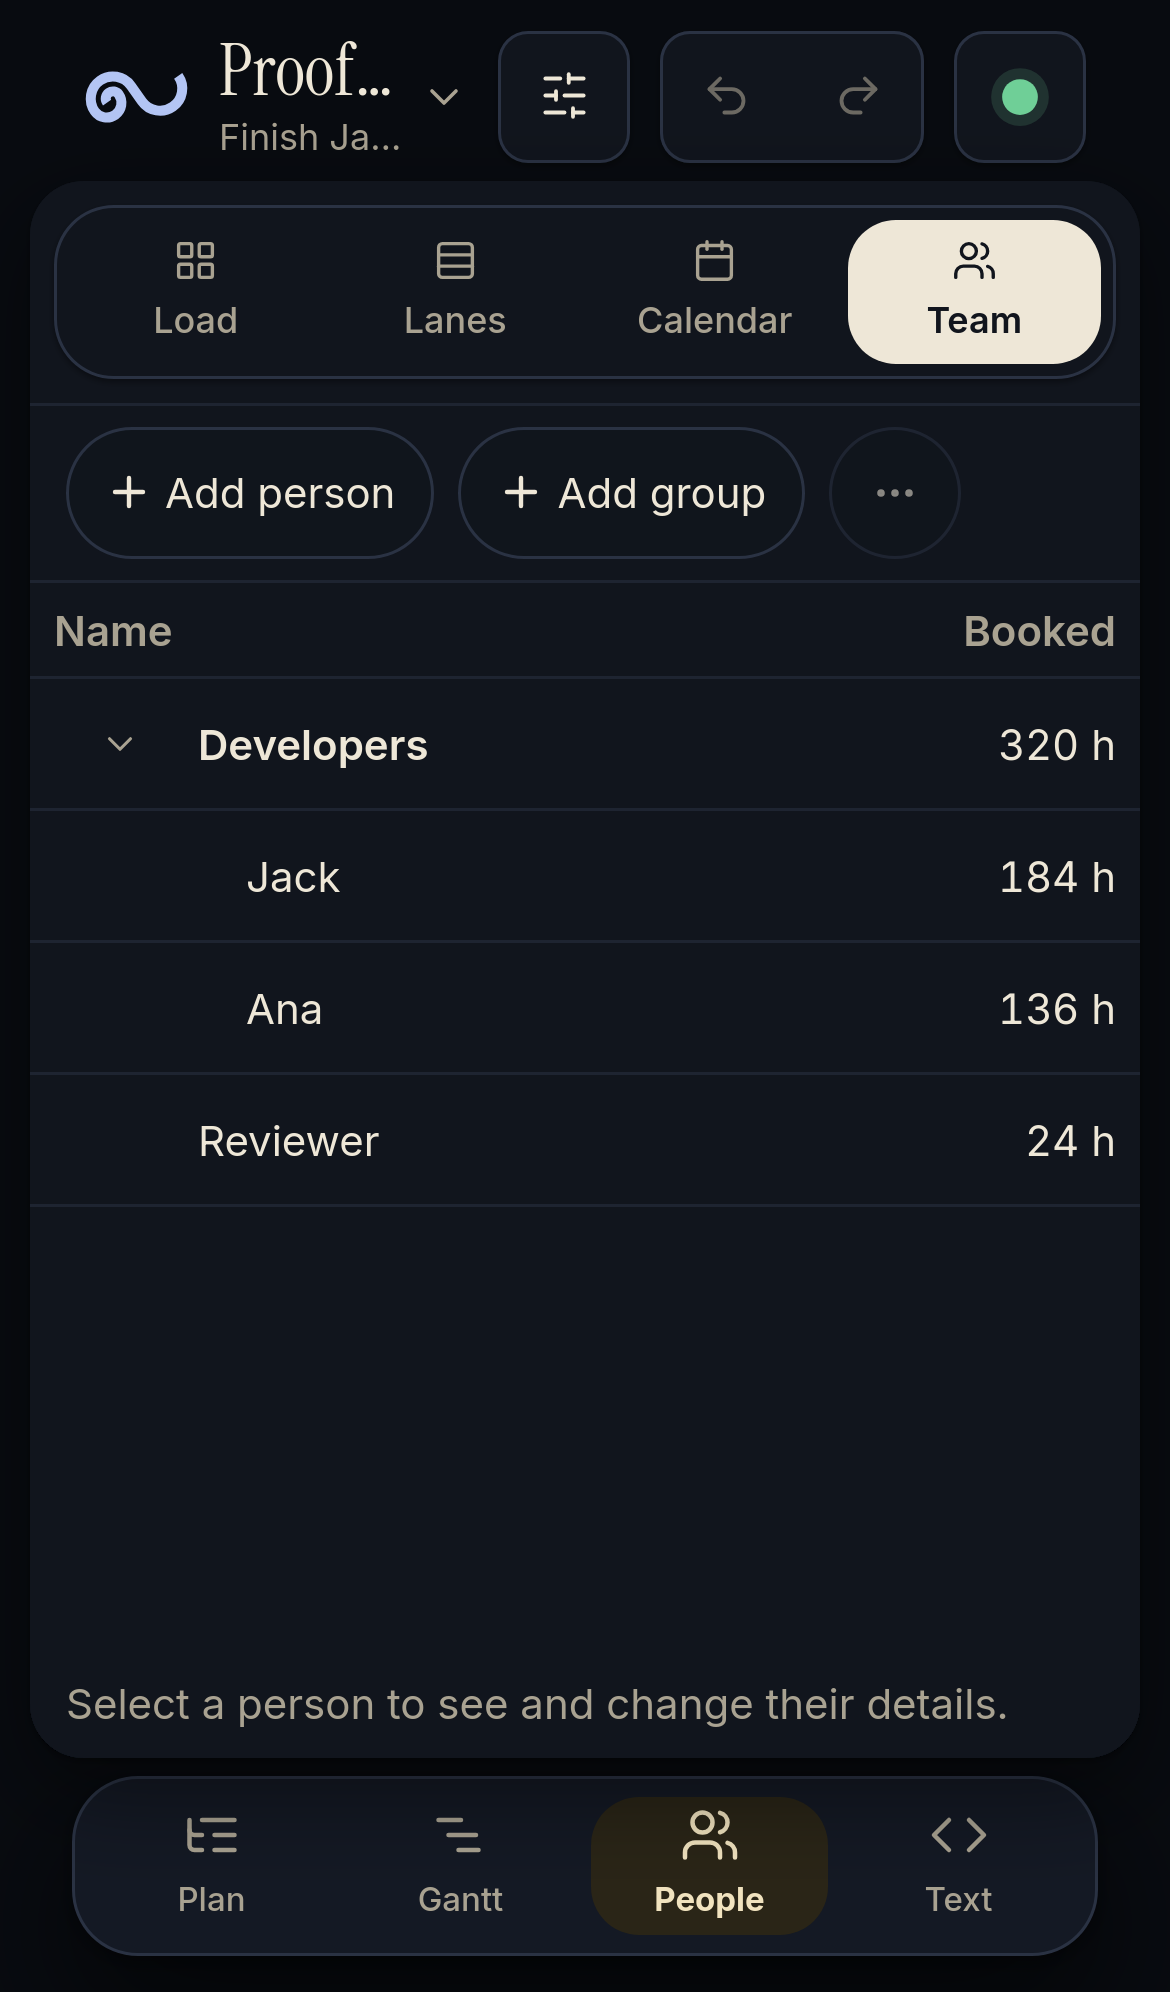 Proof...
Finish Ja...
Load
Lanes
Calendar
Team
+ Add person
+ Add group
...
Name
Booked
Developers
320 h
Jack
184 h
Ana
136 h
Reviewer
24 h
Select a person to see and change their details.
Plan
Gantt
People
Text